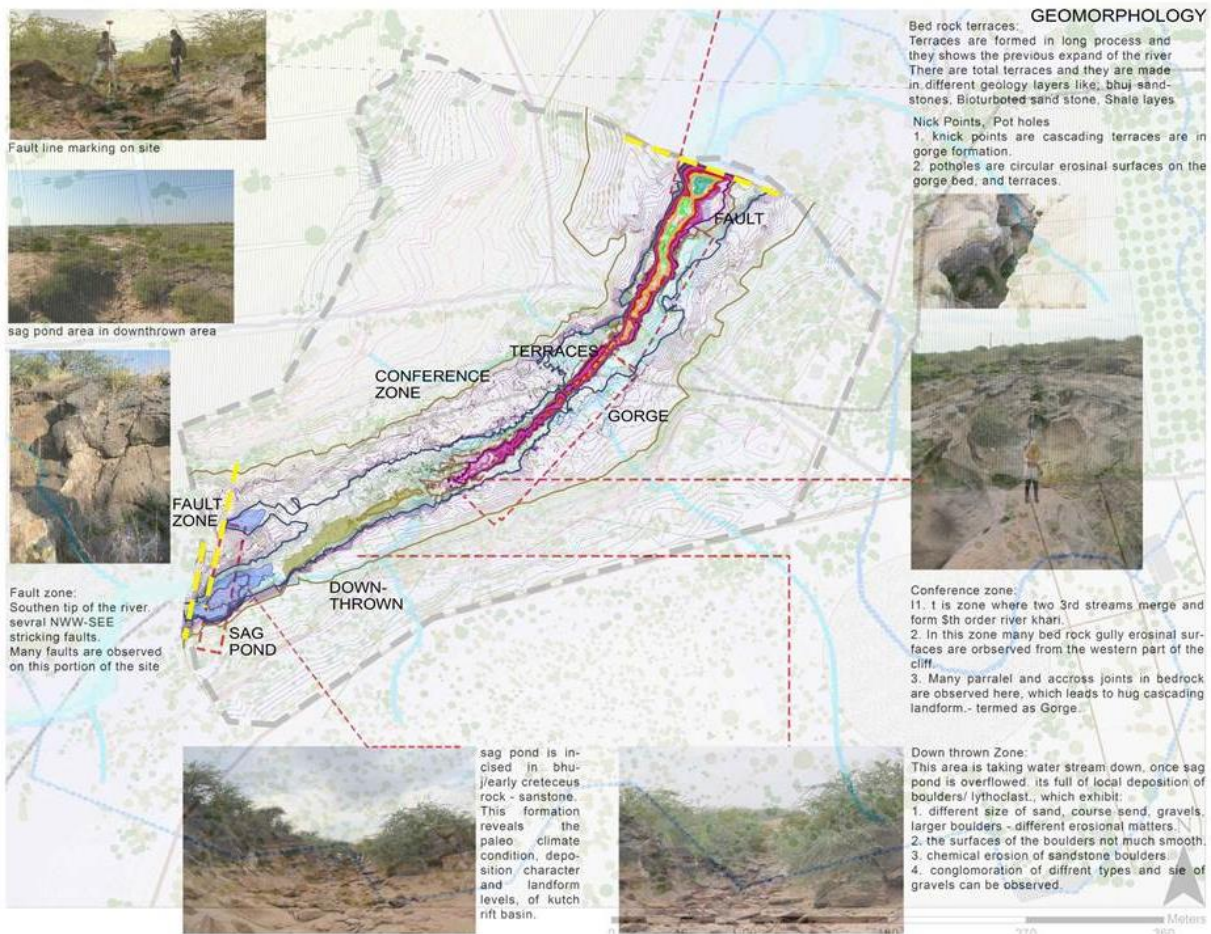 GEOMORPHOLOGY
Bed rock terraces:
Terraces are formed in long process and
they shows the previous expand of the river
There are total terraces and they are made
in different geology layers like; bhuj sand-
stones, Bioturboted sand stone, Shale layes
Nick Points, Pot holes
1. knick points are cascading terraces are in
gorge formation.
2. potholes are circular erosinal surfaces on the
gorge bed, and terraces.
Fault line marking on site
sag pond area in downthrown area
FAULT
TERRACES
CONFERENCE
ZONE
GORGE
FAULT
ZONE
DOWN-
THROWN
SAG
POND
Fault zone:
Southen tip of the river.
sevral NWW-SEE
stricking faults.
Many faults are observed
on this portion of the site
Conference zone:
I1. t is zone where two 3rd streams merge and
form $th order river khari.
2. In this zone many bed rock gully erosinal sur-
faces are orbserved from the western part of the
cliff.
3. Many parralel and accross joints in bedrock
are observed here, which leads to hug cascading
landform.- termed as Gorge.
sag pond is in-
cised in bhu-
j/early creteceus
rock - sanstone.
This formation
reveals the
paleo climate
condition, depo-
sition character
and landform
levels, of kutch
rift basin.
Down thrown Zone:
This area is taking water stream down, once sag
pond is overflowed. its full of local deposition of
boulders/ lythoclast., which exhibit:
1. different size of sand, course send, gravels,
larger boulders - different erosional matters.
2. the surfaces of the boulders not much smooth.
3. chemical erosion of sandstone boulders.
4. conglomoration of diffrent types and sie of
gravels can be observed.
N
0 180 270 360
Meters